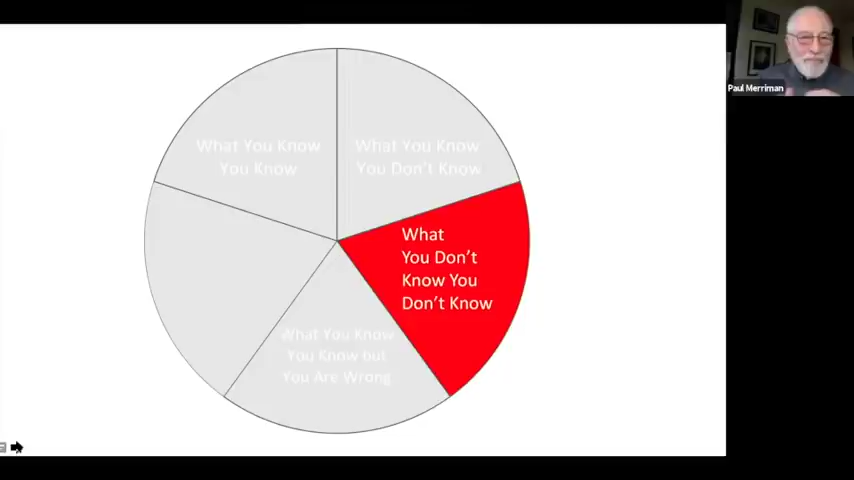 What You Know
You Know
What You Know
You Don't Know
What
You Don't
Know You
Don't Know
What You Know
You Know but
You Are Wrong
Paul Merriman